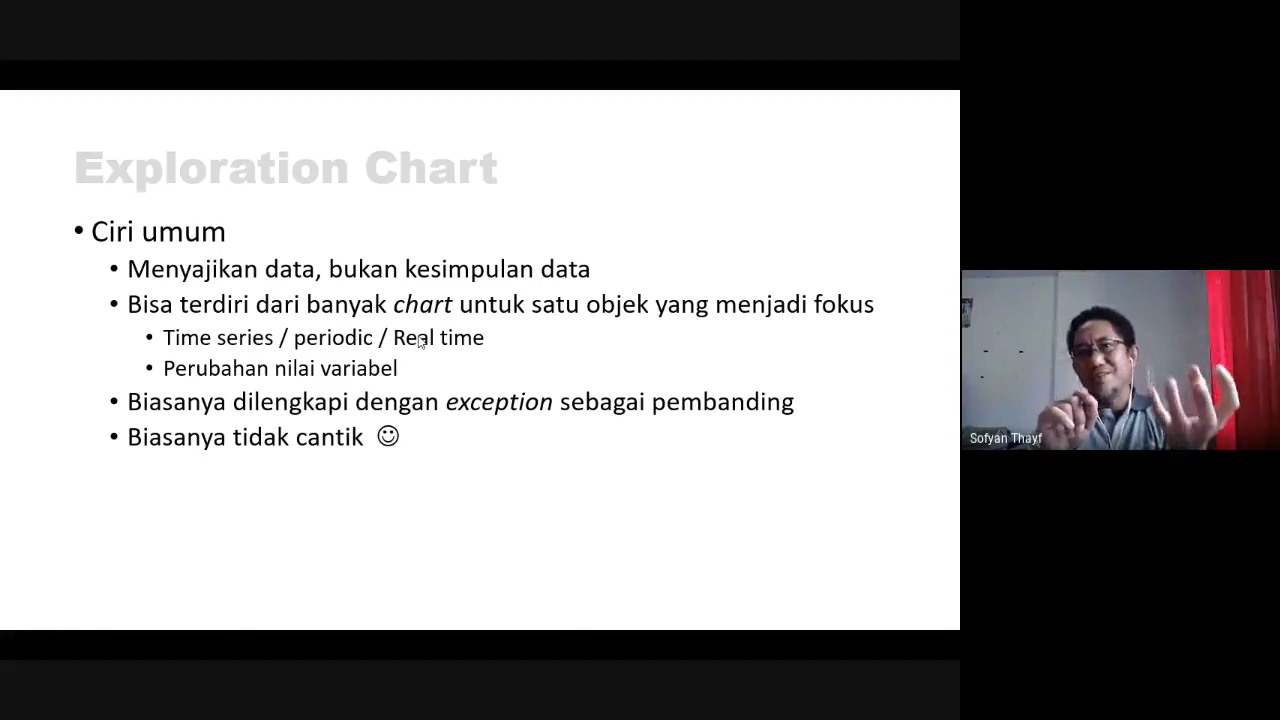 Exploration Chart
• Ciri umum
• Menyajikan data, bukan kesimpulan data
• Bisa terdiri dari banyak chart untuk satu objek yang menjadi fokus
• Time series / periodic / Real time
• Perubahan nilai variabel
• Biasanya dilengkapi dengan exception sebagai pembanding
• Biasanya tidak cantik ☺
Sofyan Thayf